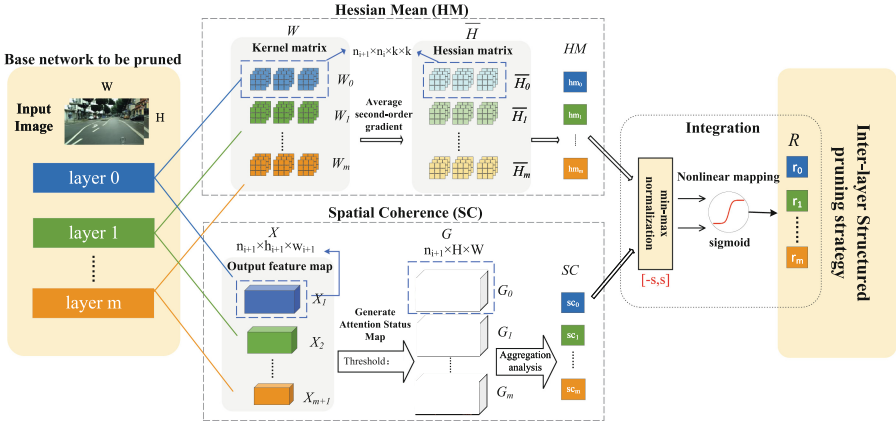 Hessian Mean (HM)
Base network to be pruned
W
Input
Image
H
layer 0
layer 1
layer m
W
Kernel matrix
n_{i+1}×n_i×k×k
H̅
Hessian matrix
HM
W_0
W_1
W_m
Average
second-order
gradient
H̅_0
H̅_1
H̅_m
hm_0
hm_1
hm_m
Spatial Coherence (SC)
X
n_{i+1}×h_{i+1}×w_{i+1}
Output feature map
X_1
X_2
X_{m+1}
Generate
Attention Status
Map
Threshold:
G
n_{i+1}×H×W
G_0
G_1
G_m
Aggregation
analysis
SC
sc_0
sc_1
sc_m
Integration
min-max
normalization
[-s,s]
Nonlinear mapping
sigmoid
R
r_0
r_1
r_m
Inter-layer Structured
pruning strategy